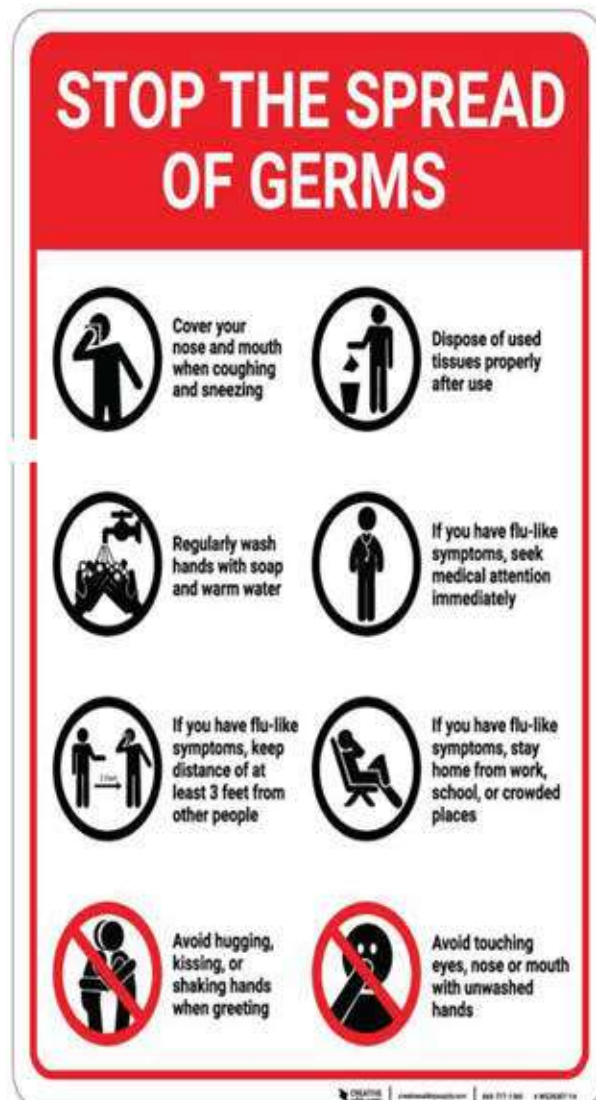 STOP THE SPREAD
OF GERMS
Cover your
nose and mouth
when coughing
and sneezing
Dispose of used
tissues properly
after use
Regularly wash
hands with soap
and warm water
If you have flu-like
symptoms, seek
medical attention
immediately
If you have flu-like
symptoms, keep
distance of at
least 3 feet from
other people
If you have flu-like
symptoms, stay
home from work,
school, or crowded
places
Avoid hugging,
kissing, or
shaking hands
when greeting
Avoid touching
eyes, nose or mouth
with unwashed
hands
CREATIVE